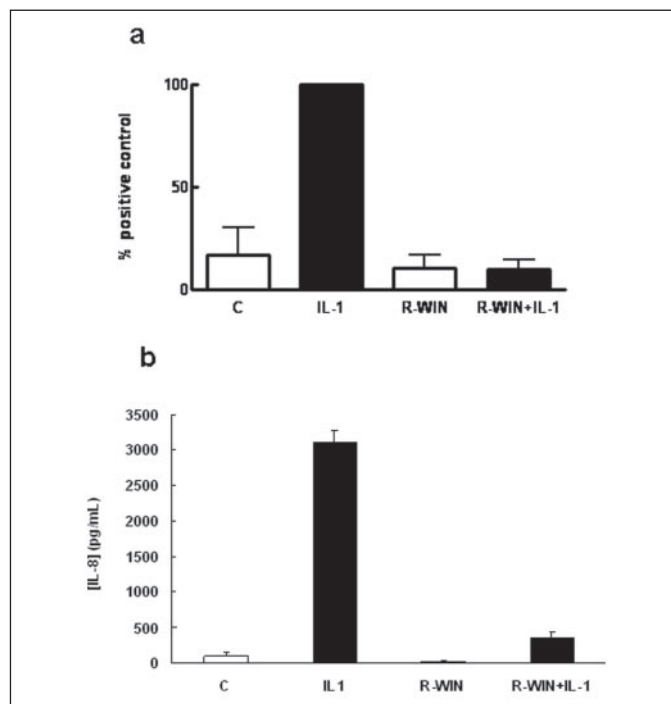 a
% positive control
100
50
0
C IL-1 R-WIN R-WIN+IL-1
b
[IL-8] (pg/mL)
3500
3000
2500
2000
1500
1000
500
0
C IL1 R-WIN R-WIN+IL-1